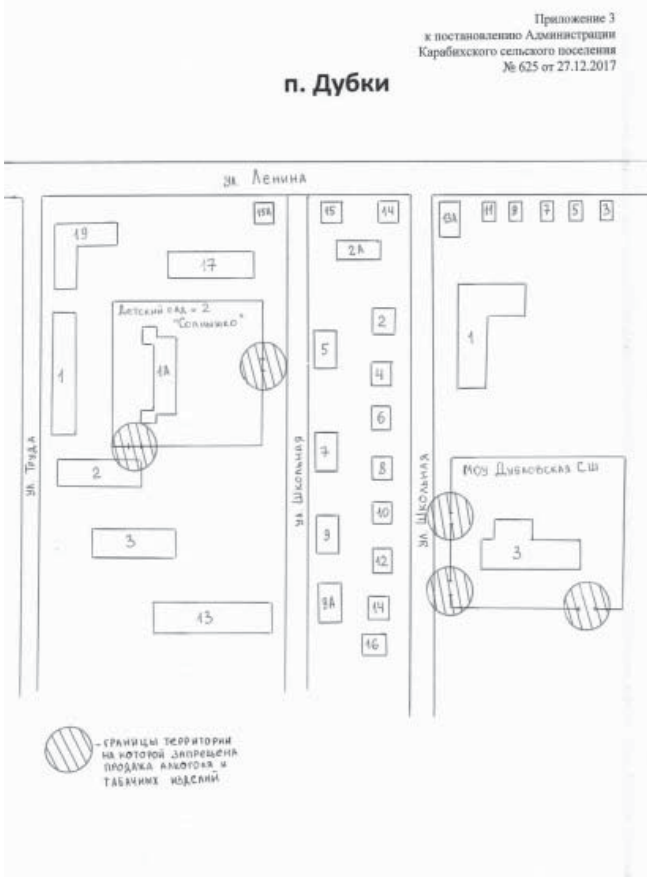 Приложение 3
к постановлению Администрации
Карабихского сельского поселения
№ 625 от 27.12.2017
п. Дубки
ул Ленина
19
15А
15
14
13А
11
9
7
5
3
17
2А
Детский сад № 2
"Солнышко"
1
1А
5
2
4
6
1
ул Труда
2
ул Школьная
7
8
ул Школьная
МОУ Дубковская СШ
3
9
10
12
3
13
9А
14
16
- границы территории
на которой запрещена
продажа алкоголя и
табачных изделий